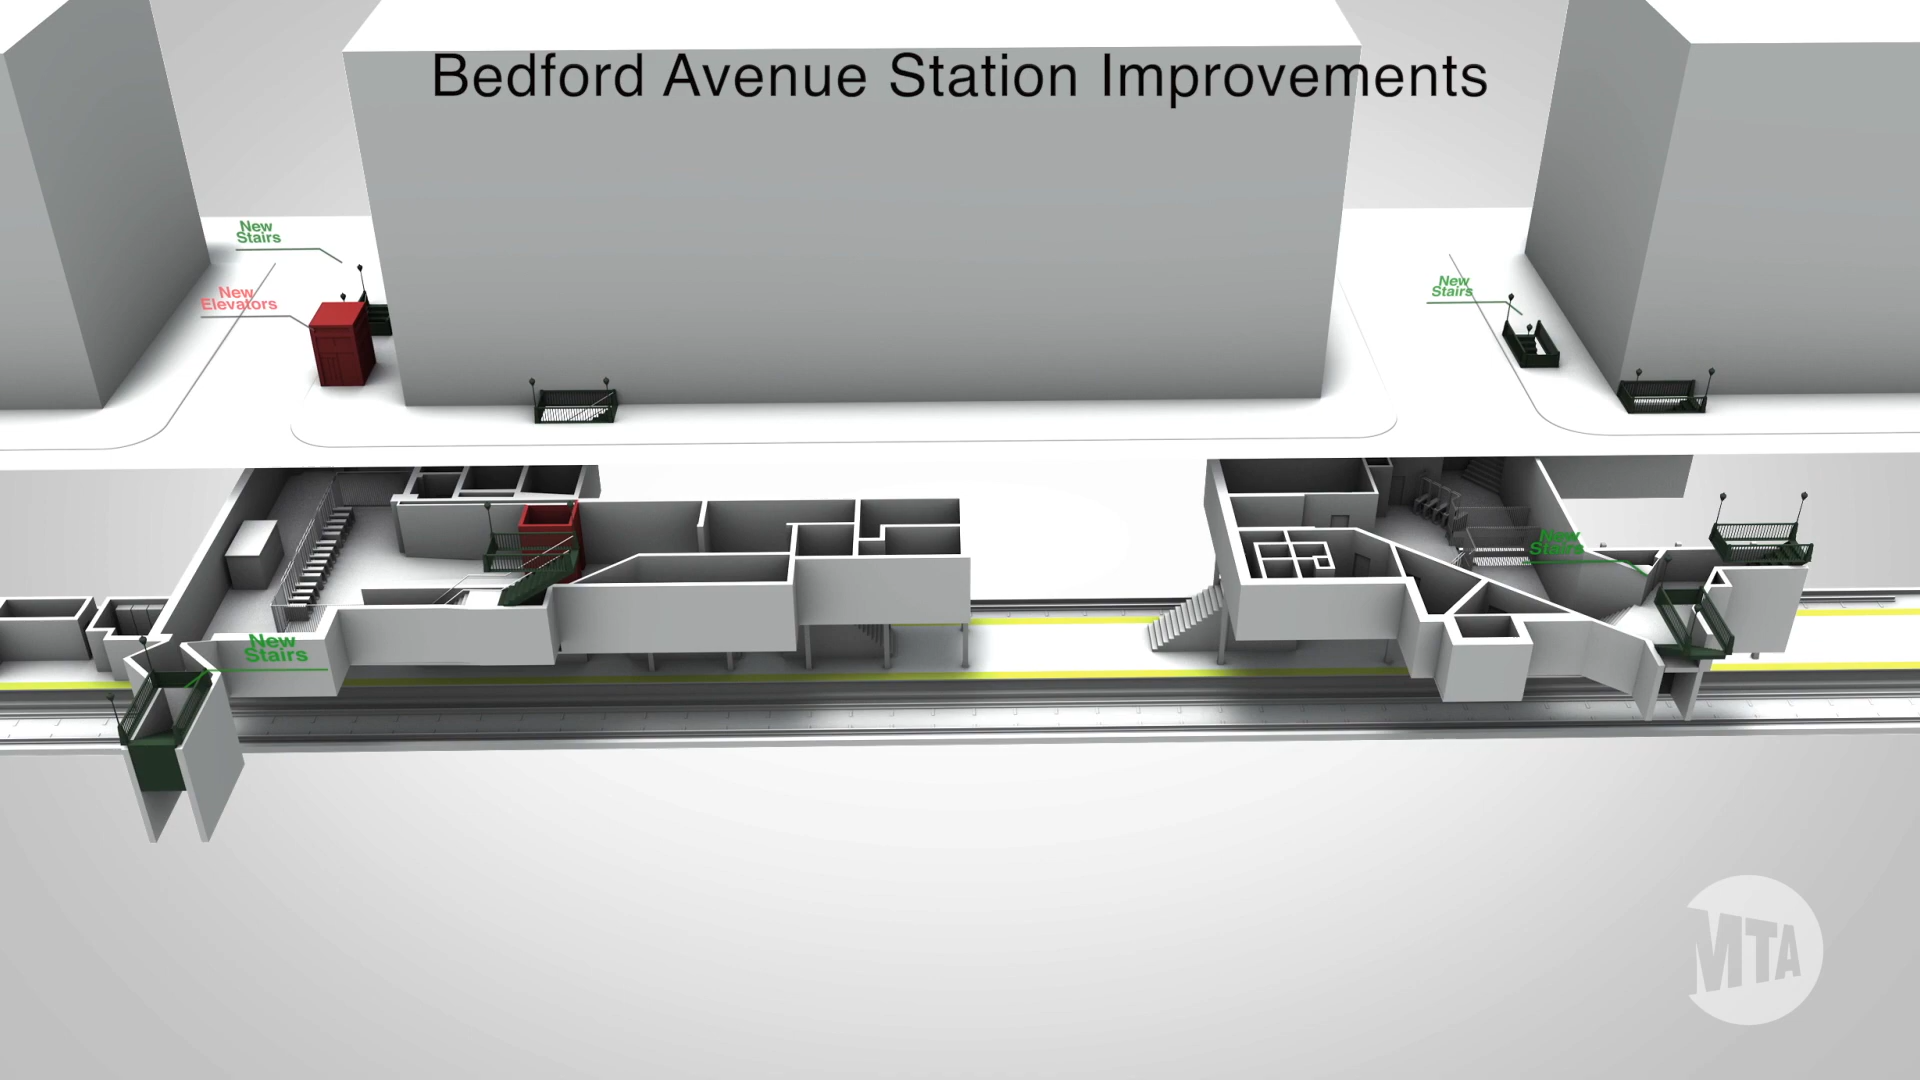 Bedford Avenue Station Improvements
New
Stairs
New
Elevators
New
Stairs
New
Stairs
New
Stairs
MTA